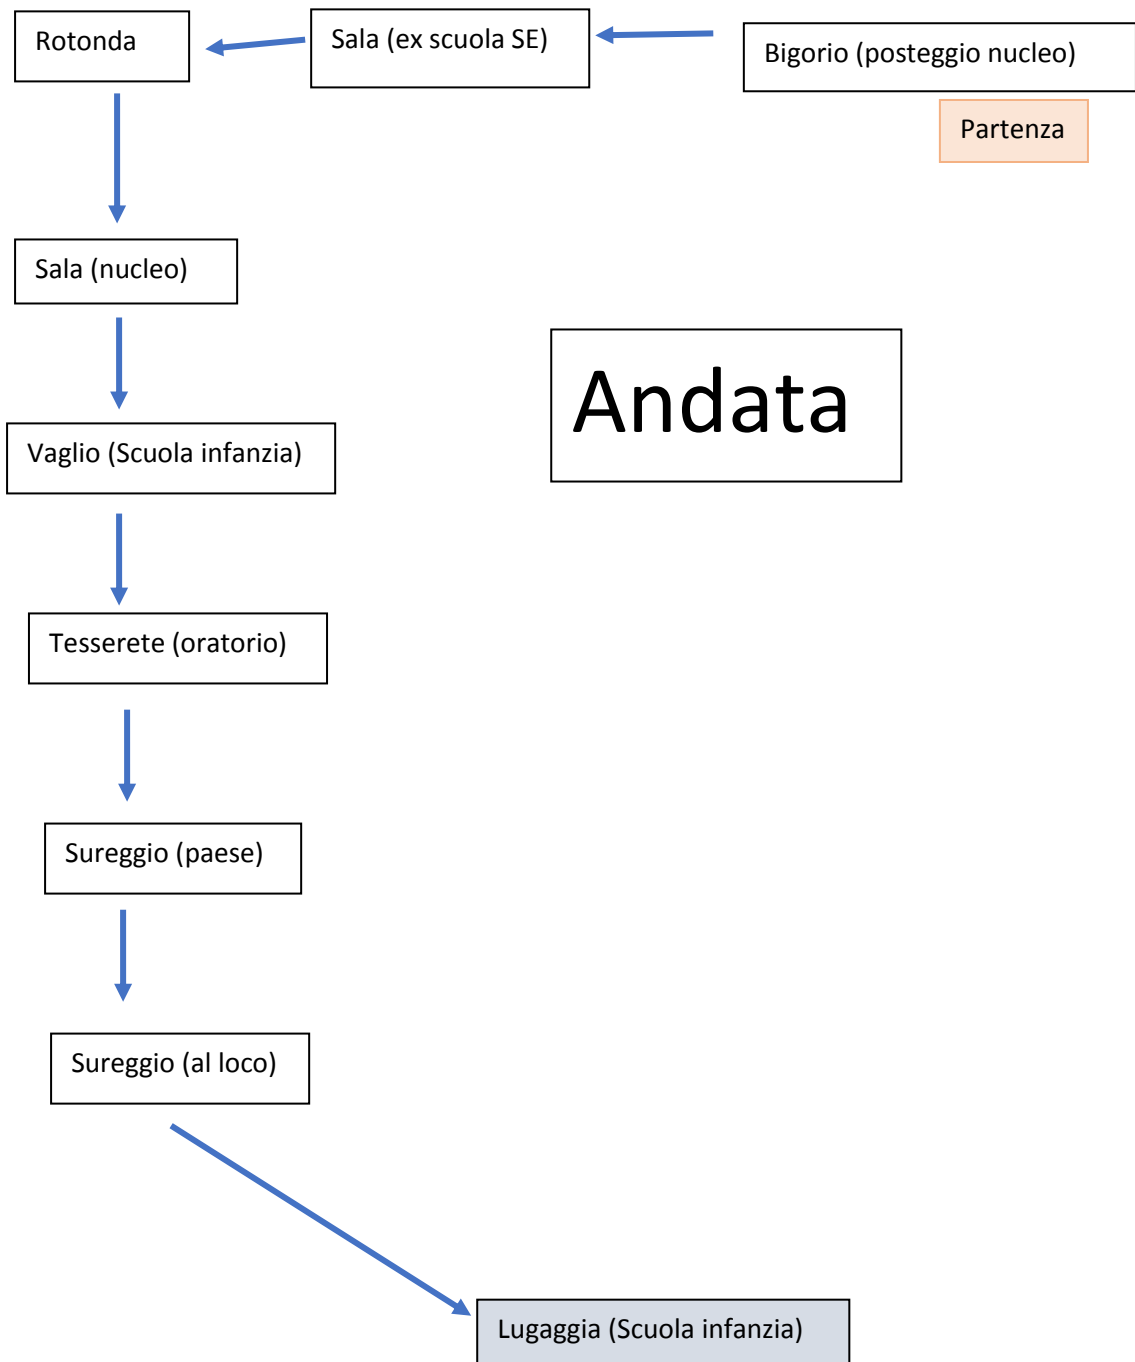 Rotonda
Sala (ex scuola SE)
Bigorio (posteggio nucleo)
Partenza
Sala (nucleo)
Andata
Vaglio (Scuola infanzia)
Tesserete (oratorio)
Sureggio (paese)
Sureggio (al loco)
Lugaggia (Scuola infanzia)